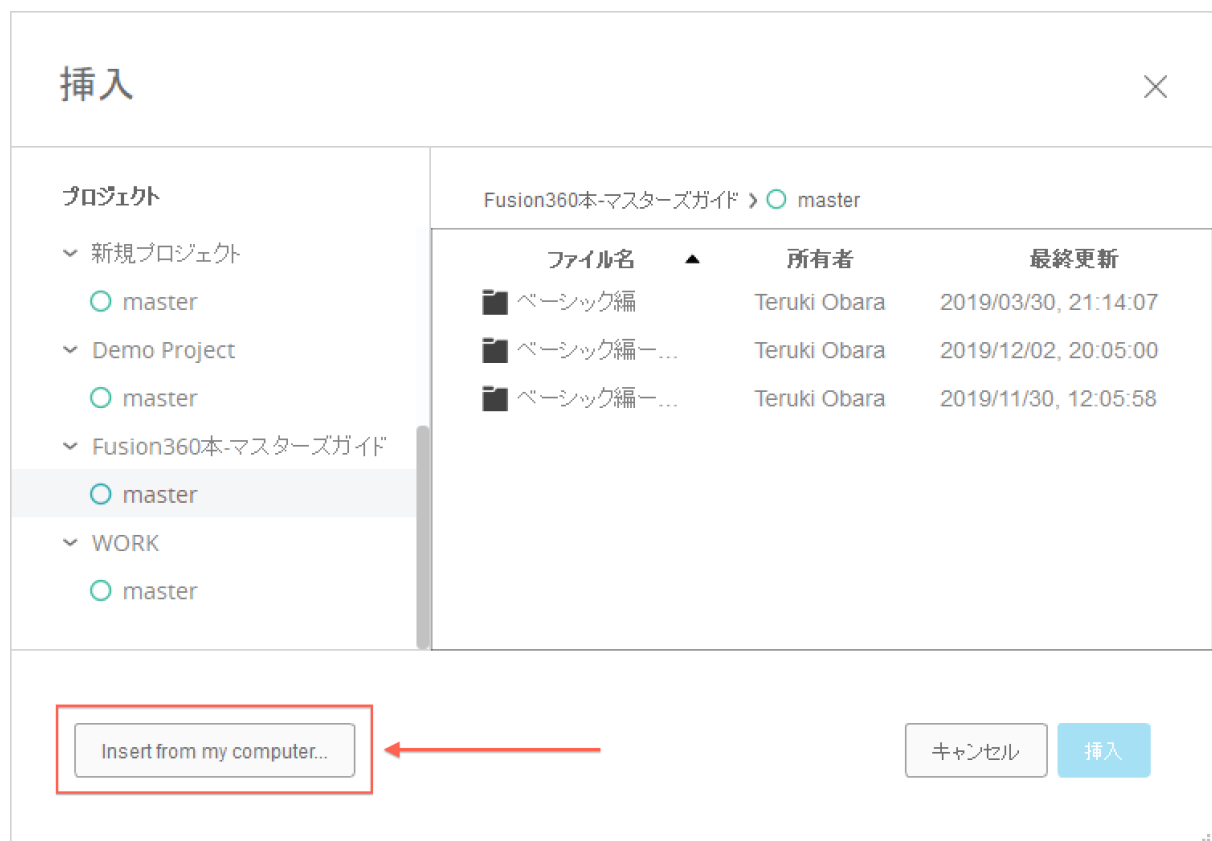 挿入
プロジェクト
新規プロジェクト
master
Demo Project
master
Fusion360本-マスターズガイド
master
WORK
master
Fusion360本-マスターズガイド ❯ master
ファイル名 ▲ 所有者 最終更新
ベーシック編 Teruki Obara 2019/03/30, 21:14:07
ベーシック編ー... Teruki Obara 2019/12/02, 20:05:00
ベーシック編ー... Teruki Obara 2019/11/30, 12:05:58
Insert from my computer...
キャンセル
挿入